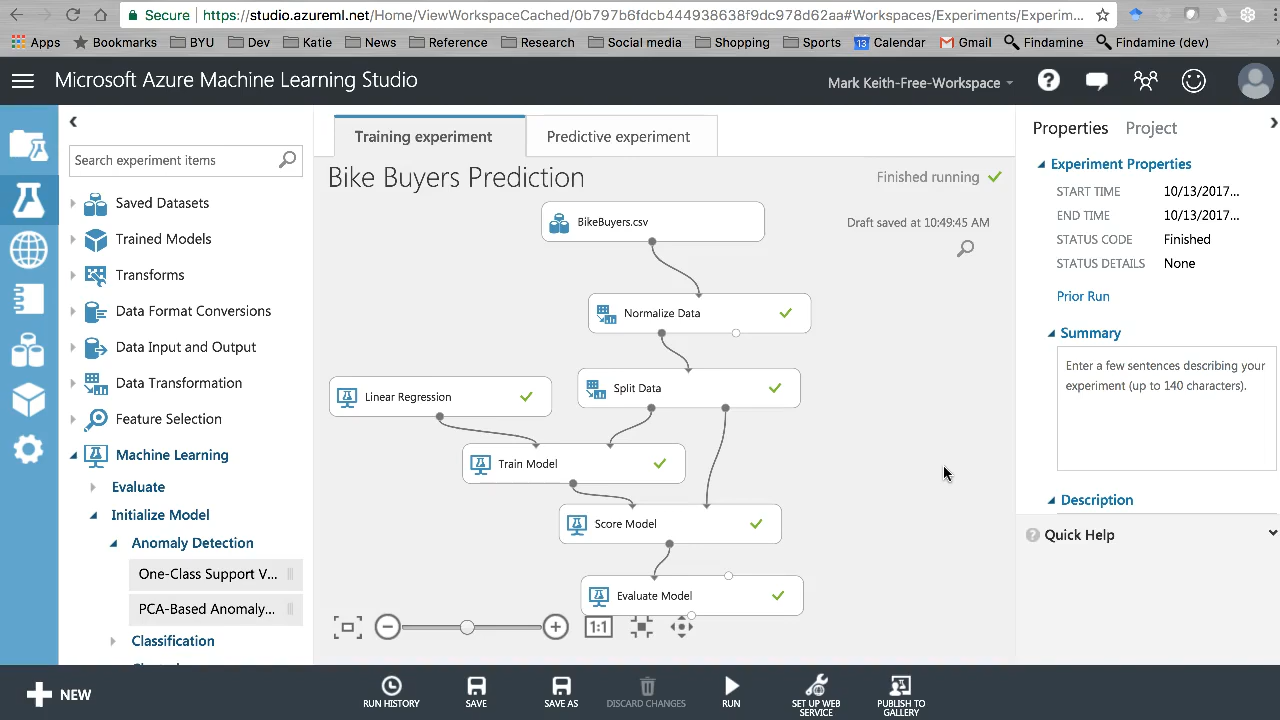 Secure https://studio.azureml.net/Home/ViewWorkspaceCached/0b797b6fdcb444938638f9dc978d62aa#Workspaces/Experiments/Experim...
Apps Bookmarks BYU Dev Katie News Reference Research Social media Shopping Sports 13 Calendar Gmail Findamine Findamine (dev)
Microsoft Azure Machine Learning Studio
Mark Keith-Free-Workspace
?
Search experiment items
Saved Datasets
Trained Models
Transforms
Data Format Conversions
Data Input and Output
Data Transformation
Feature Selection
Machine Learning
Evaluate
Initialize Model
Anomaly Detection
One-Class Support V...
PCA-Based Anomaly...
Classification
Training experiment
Predictive experiment
Bike Buyers Prediction
Finished running
Draft saved at 10:49:45 AM
BikeBuyers.csv
Normalize Data
Split Data
Linear Regression
Train Model
Score Model
Evaluate Model
1:1
Properties Project
Experiment Properties
START TIME 10/13/2017...
END TIME 10/13/2017...
STATUS CODE Finished
STATUS DETAILS None
Prior Run
Summary
Enter a few sentences describing your
experiment (up to 140 characters).
Description
? Quick Help
NEW
RUN HISTORY
SAVE
SAVE AS
DISCARD CHANGES
RUN
SET UP WEB
SERVICE
PUBLISH TO
GALLERY